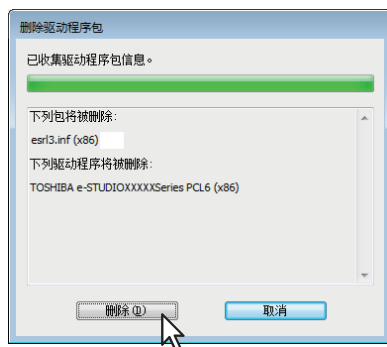 删除驱动程序包
已收集驱动程序包信息。
下列包将被删除:
esrl3.inf (x86)
下列驱动程序将被删除:
TOSHIBA e-STUDIOXXXXSeries PCL6 (x86)
删除(D)
取消